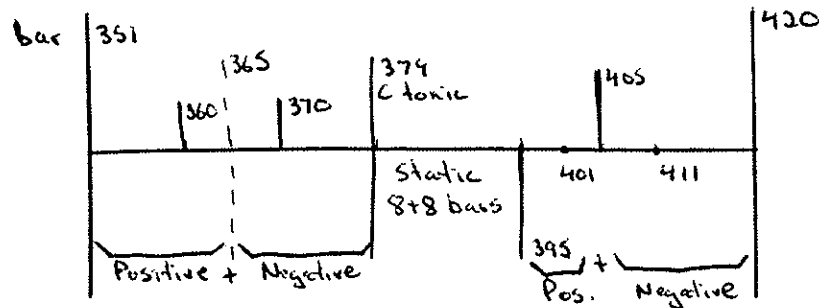 bar 351
420
365
379
C tonic
405
360
370
Static
8+8 bars
401
411
395
Positive + Negative
+
Pos. Negative